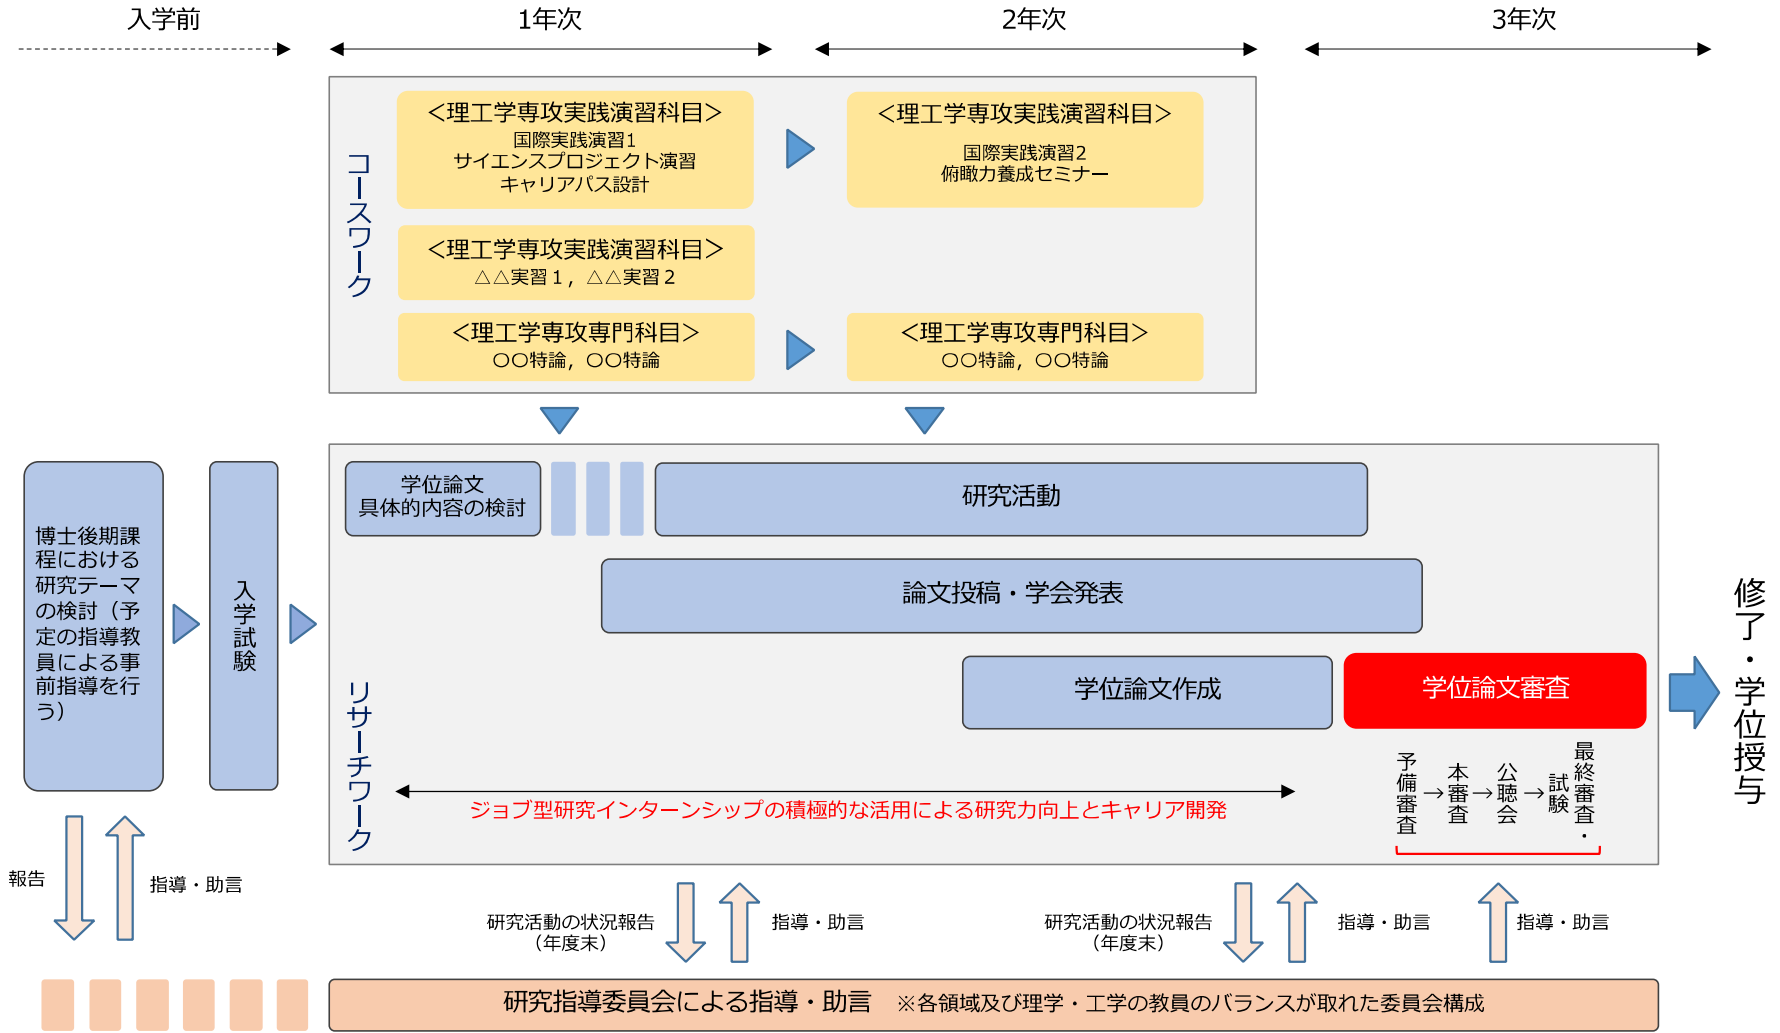 入学前
1年次
2年次
3年次
コースワーク
＜理工学専攻実践演習科目＞
国際実践演習1
サイエンスプロジェクト演習
キャリアパス設計
＜理工学専攻実践演習科目＞
国際実践演習2
俯瞰力養成セミナー
＜理工学専攻実践演習科目＞
△△実習１，△△実習２
＜理工学専攻専門科目＞
〇〇特論，〇〇特論
＜理工学専攻専門科目＞
〇〇特論，〇〇特論
博士後期課
程における
研究テーマ
の検討（予
定の指導教
員による事
前指導を行
う）
入学試験
リサーチワーク
学位論文
具体的内容の検討
研究活動
論文投稿・学会発表
学位論文作成
学位論文審査
ジョブ型研究インターンシップの積極的な活用による研究力向上とキャリア開発
予備審査
→
本審査
→
公聴会
→
最終審査・
試験
修了・学位授与
報告
指導・助言
研究活動の状況報告
（年度末）
指導・助言
研究活動の状況報告
（年度末）
指導・助言
指導・助言
研究指導委員会による指導・助言　※各領域及び理学・工学の教員のバランスが取れた委員会構成